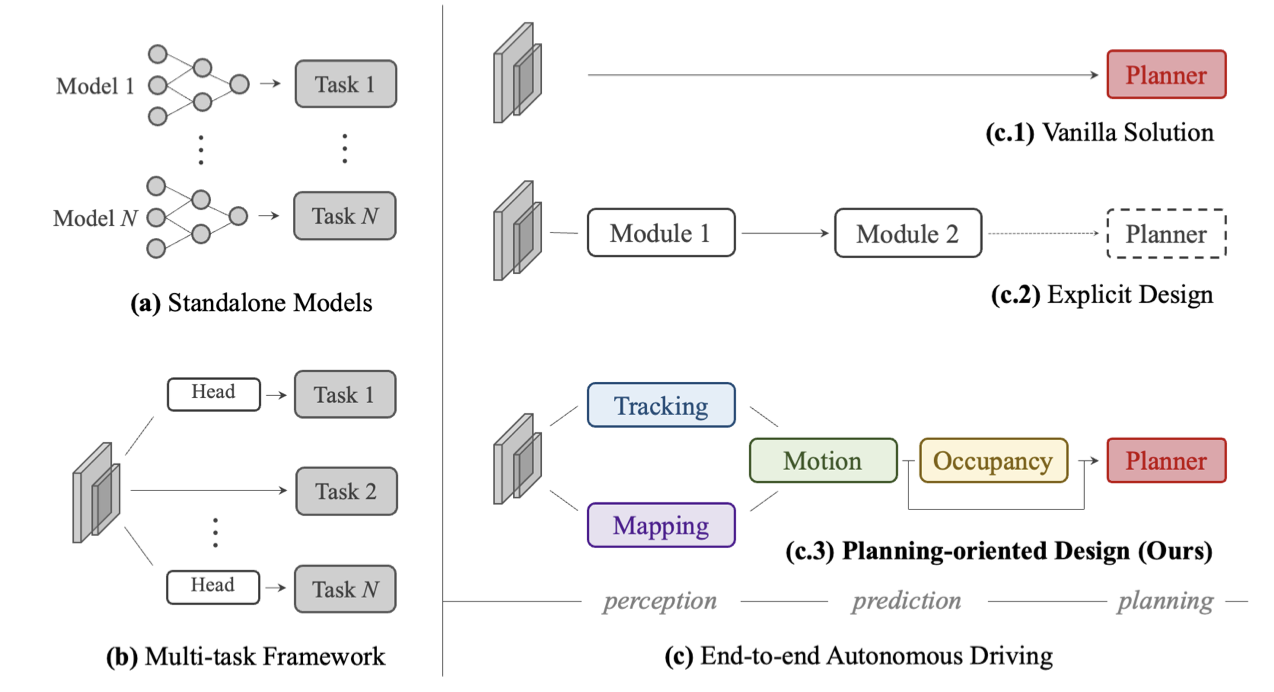 Model 1
Task 1
Model N
Task N
(a) Standalone Models
Head
Task 1
Task 2
Head
Task N
(b) Multi-task Framework
Planner
(c.1) Vanilla Solution
Module 1
Module 2
Planner
(c.2) Explicit Design
Tracking
Mapping
Motion
Occupancy
Planner
(c.3) Planning-oriented Design (Ours)
perception
prediction
planning
(c) End-to-end Autonomous Driving